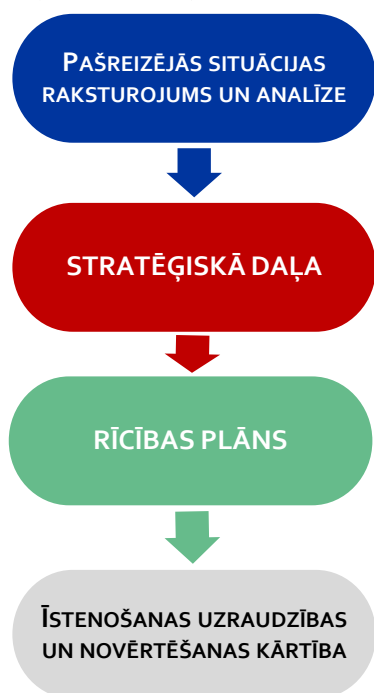 PAŠREIZĒJĀS SITUĀCIJAS
RAKSTUROJUMS UN ANALĪZE
STRATĒĢISKĀ DAĻA
RĪCĪBAS PLĀNS
ĪSTENOŠANAS UZRAUDZĪBAS
UN NOVĒRTĒŠANAS KĀRTĪBA